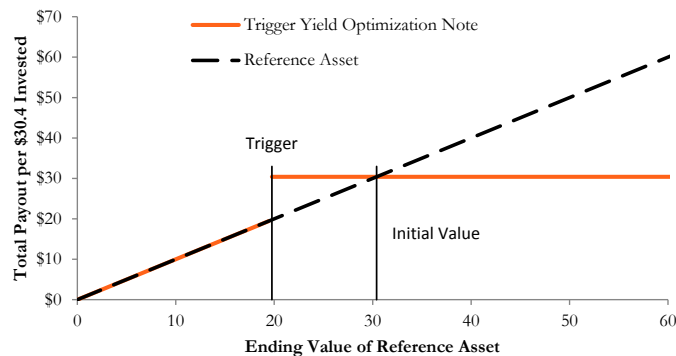 $70
$60
$50
$40
$30
$20
$10
$0
Total Payout per $30.4 Invested
Trigger Yield Optimization Note
Reference Asset
Trigger
Initial Value
0
10
20
30
40
50
60
Ending Value of Reference Asset